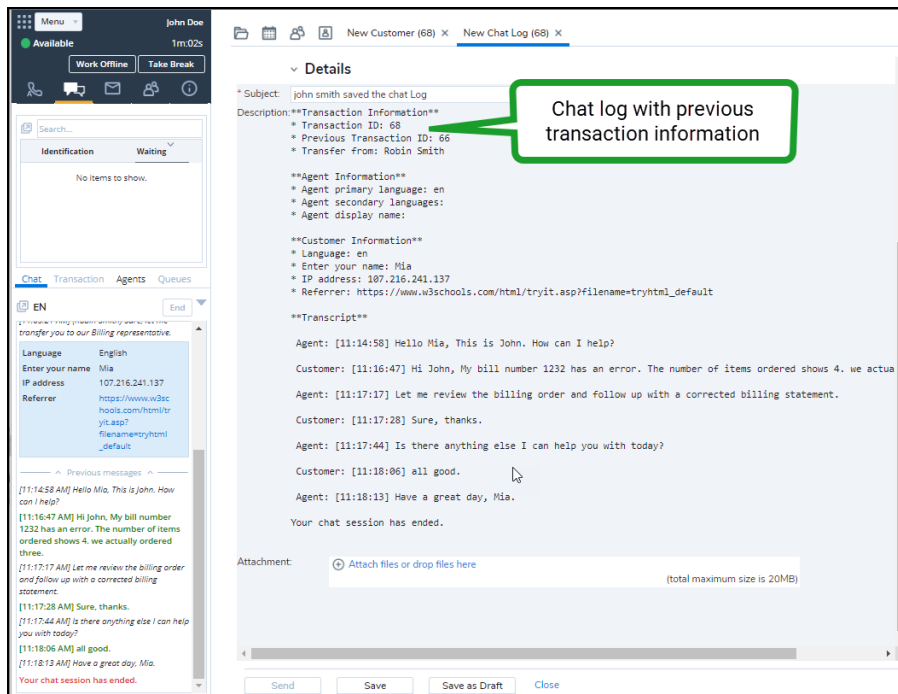 Menu
John Doe
Available
1m:02s
Work Offline
Take Break
Search...
Identification
Waiting
No items to show.
Chat Transaction Agents Queues
EN
End
transfer you to our Billing representative.
Language English
Enter your name Mia
IP address 107.216.241.137
Referrer https://www.w3sc
hools.com/html/tr
yit.asp?
filename=tryhtml
_default
Previous messages
[11:14:58 AM] Hello Mia, This is John. How
can I help?
[11:16:47 AM] Hi John, My bill number
1232 has an error. The number of items
ordered shows 4. we actually ordered
three.
[11:17:17 AM] Let me review the billing order
and follow up with a corrected billing
statement.
[11:17:28 AM] Sure, thanks.
[11:17:44 AM] Is there anything else I can help
you with today?
[11:18:06 AM] all good.
[11:18:13 AM] Have a great day, Mia.
Your chat session has ended.
New Customer (68) ×
New Chat Log (68) ×
Details
* Subject: john smith saved the chat Log
Description: **Transaction Information**
* Transaction ID: 68
* Previous Transaction ID: 66
* Transfer from: Robin Smith
Chat log with previous
transaction information
**Agent Information**
* Agent primary language: en
* Agent secondary languages:
* Agent display name:
**Customer Information**
* Language: en
* Enter your name: Mia
* IP address: 107.216.241.137
* Referrer: https://www.w3schools.com/html/tryit.asp?filename=tryhtml_default
**Transcript**
Agent: [11:14:58] Hello Mia, This is John. How can I help?
Customer: [11:16:47] Hi John, My bill number 1232 has an error. The number of items ordered shows 4. we actua
Agent: [11:17:17] Let me review the billing order and follow up with a corrected billing statement.
Customer: [11:17:28] Sure, thanks.
Agent: [11:17:44] Is there anything else I can help you with today?
Customer: [11:18:06] all good.
Agent: [11:18:13] Have a great day, Mia.
Your chat session has ended.
Attachment:
Attach files or drop files here
(total maximum size is 20MB)
Send
Save
Save as Draft
Close